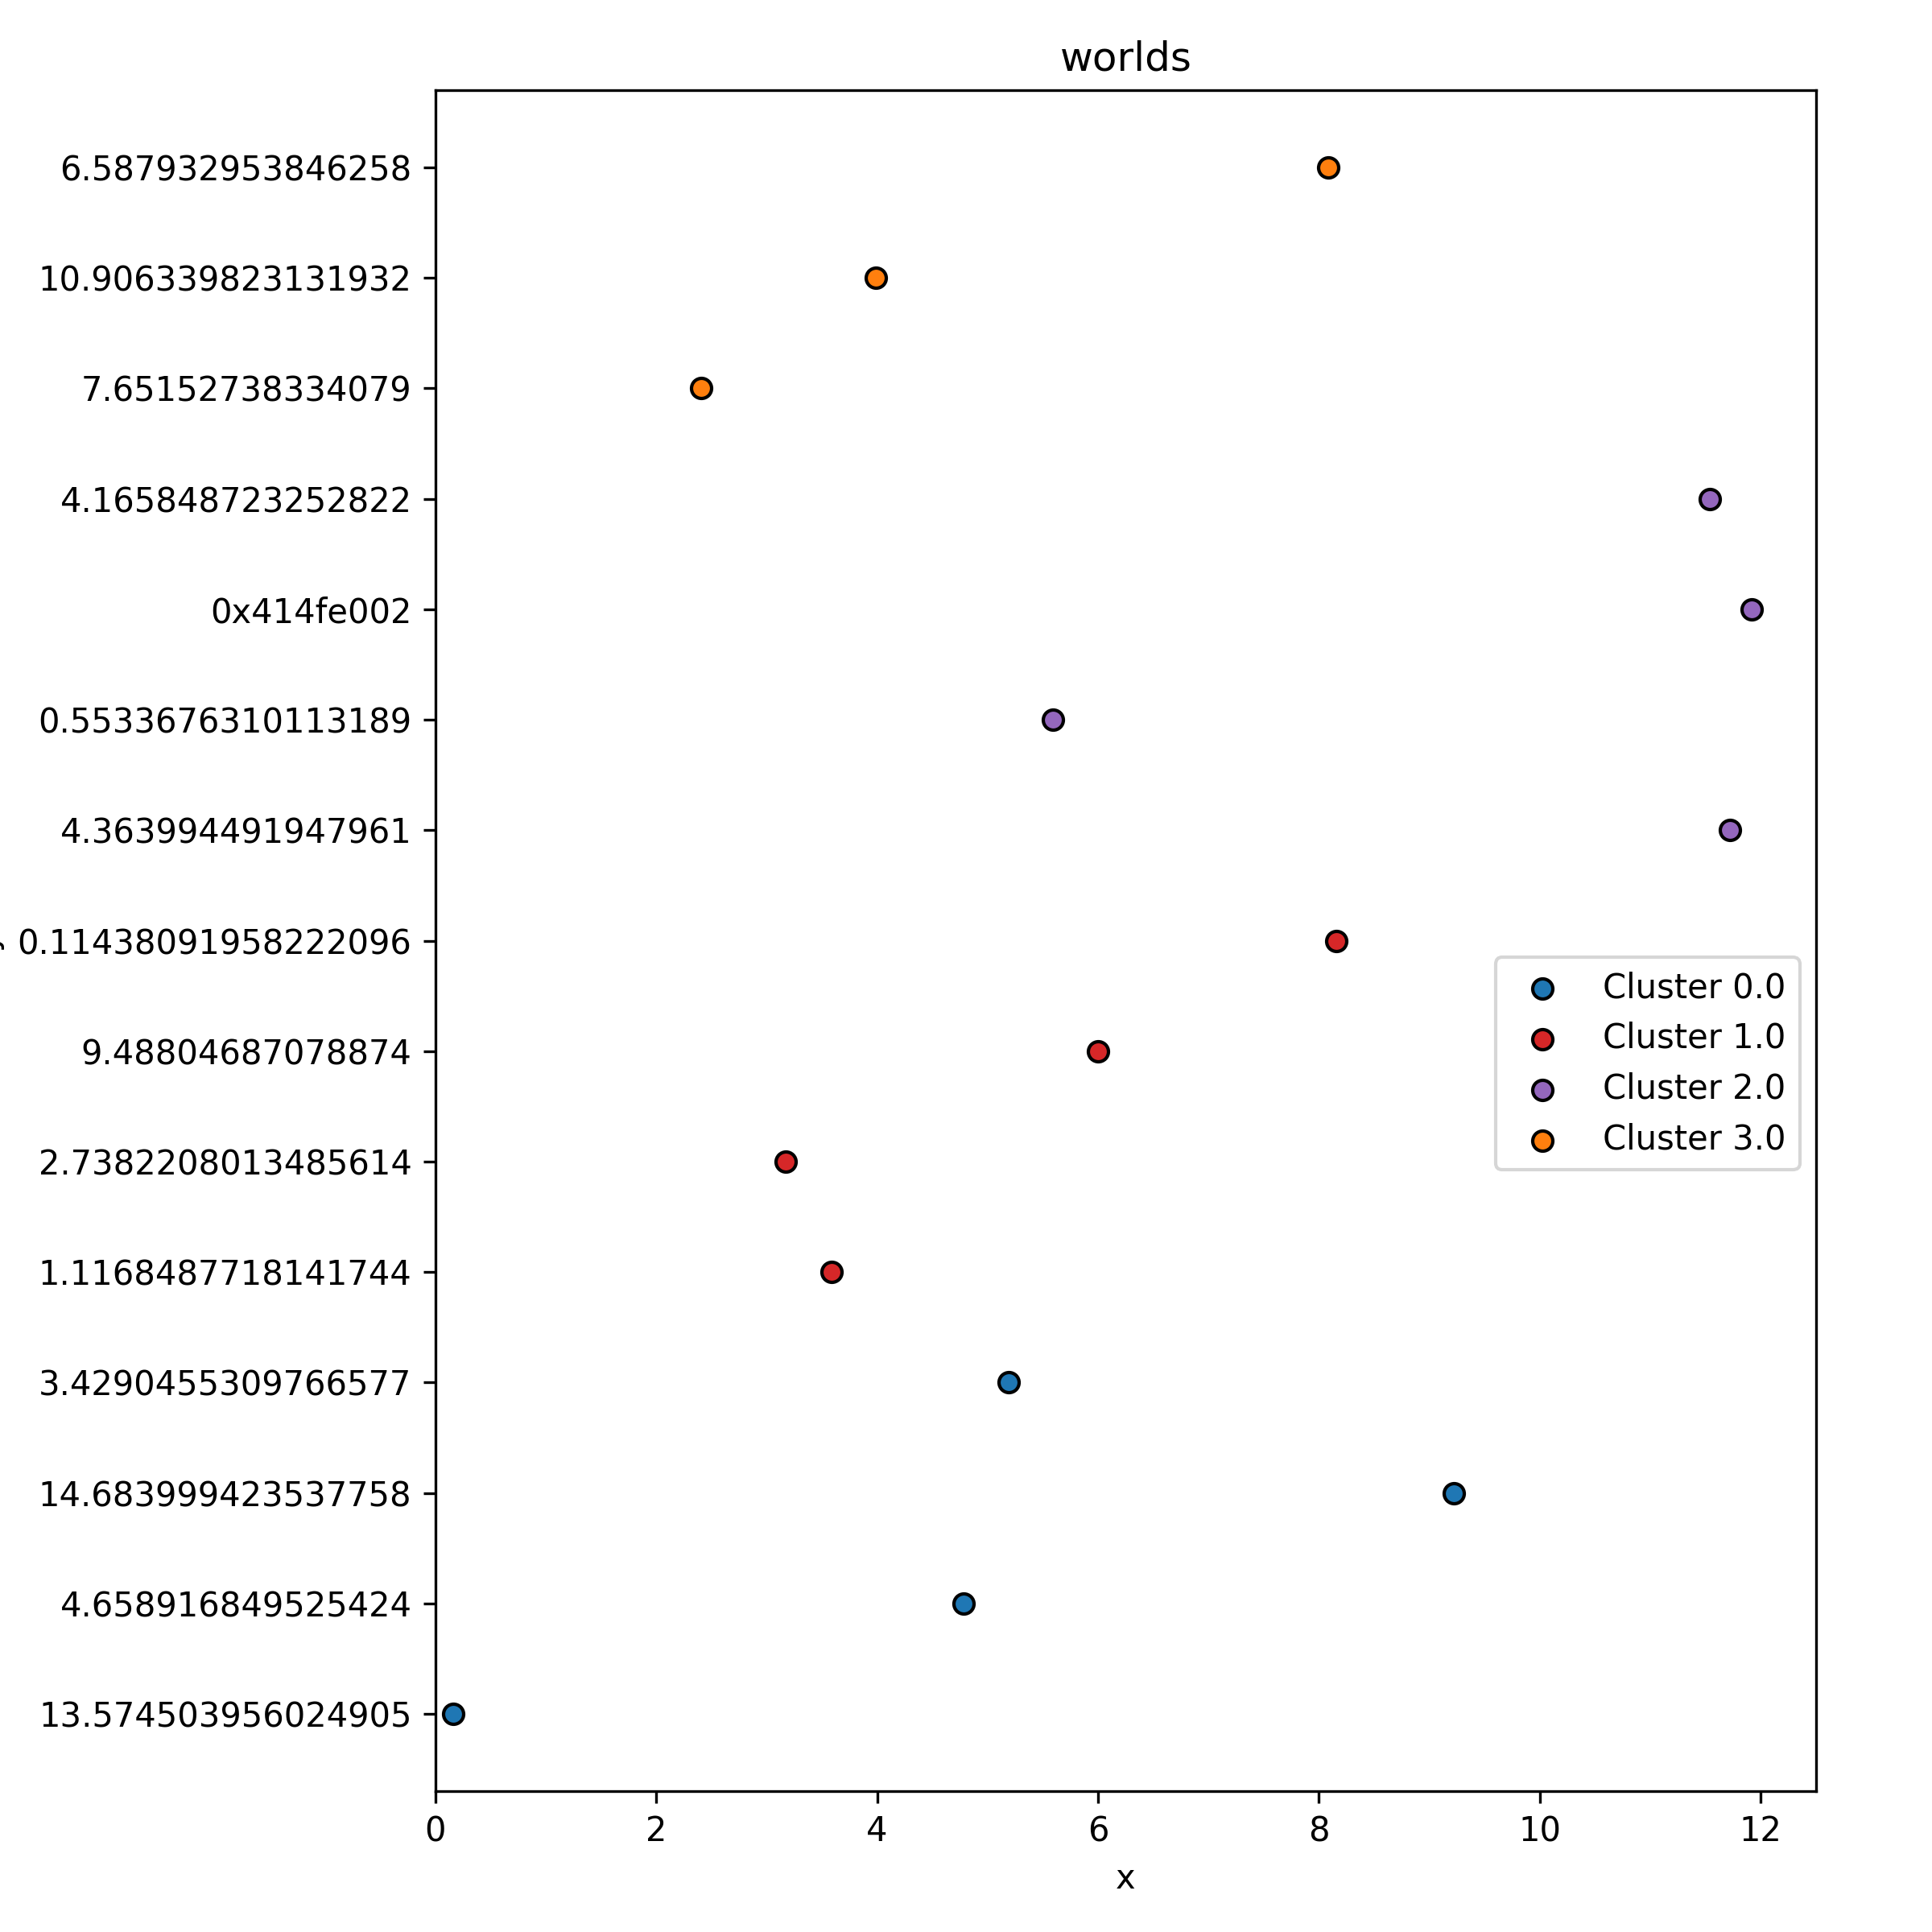 worlds
6.587932953846258
10.906339823131932
7.65152738334079
4.165848723252822
0x414fe002
0.5533676310113189
4.363994491947961
0.11438091958222096
9.48804687078874
2.7382208013485614
1.1168487718141744
3.4290455309766577
14.683999423537758
4.658916849525424
13.574503956024905
Cluster 0.0
Cluster 1.0
Cluster 2.0
Cluster 3.0
0 2 4 6 8 10 12
x